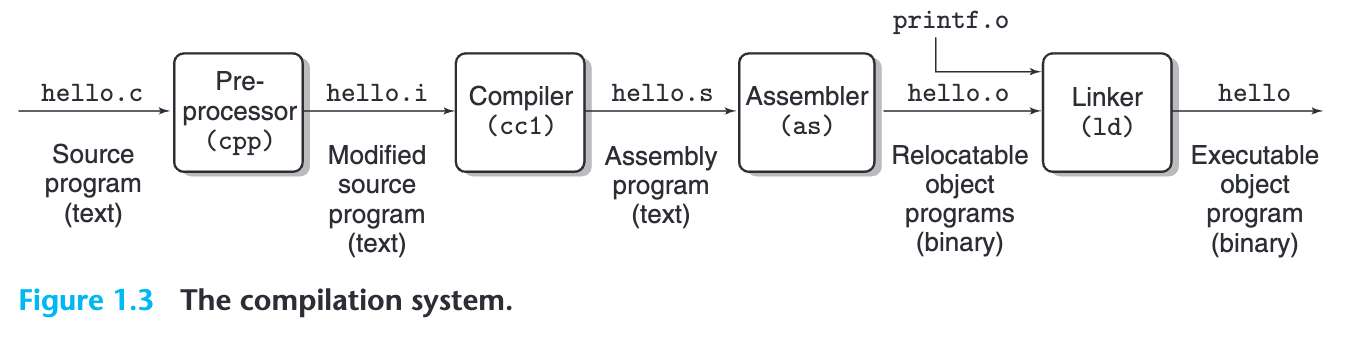 printf.o
hello.c
Pre-
processor
(cpp)
hello.i
Compiler
(cc1)
hello.s
Assembler
(as)
hello.o
Linker
(ld)
hello
Source
program
(text)
Modified
source
program
(text)
Assembly
program
(text)
Relocatable
object
programs
(binary)
Executable
object
program
(binary)
Figure 1.3 The compilation system.